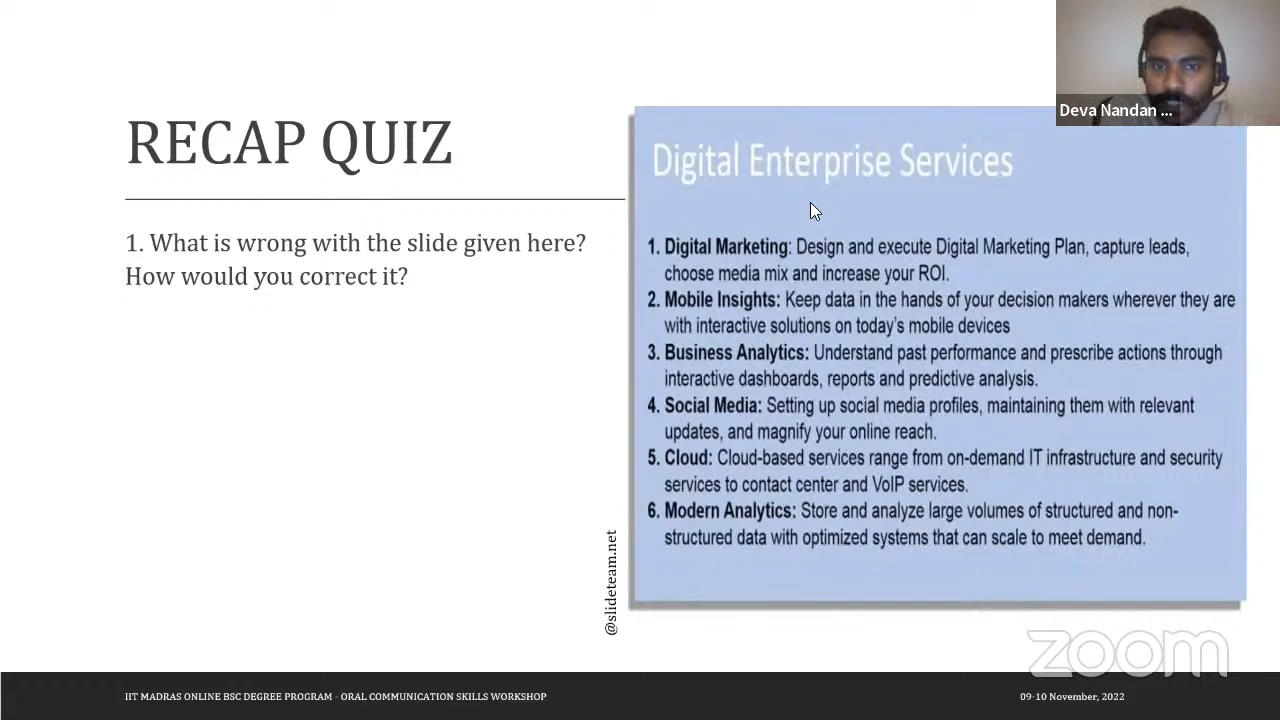 Deva Nandan ...
RECAP QUIZ
1. What is wrong with the slide given here?
How would you correct it?
Digital Enterprise Services
1. Digital Marketing: Design and execute Digital Marketing Plan, capture leads,
choose media mix and increase your ROI.
2. Mobile Insights: Keep data in the hands of your decision makers wherever they are
with interactive solutions on today's mobile devices
3. Business Analytics: Understand past performance and prescribe actions through
interactive dashboards, reports and predictive analysis.
4. Social Media: Setting up social media profiles, maintaining them with relevant
updates, and magnify your online reach.
5. Cloud: Cloud-based services range from on-demand IT infrastructure and security
services to contact center and VoIP services.
6. Modern Analytics: Store and analyze large volumes of structured and non-
structured data with optimized systems that can scale to meet demand.
@slideteam.net
zoom
IIT MADRAS ONLINE BSC DEGREE PROGRAM - ORAL COMMUNICATION SKILLS WORKSHOP
09-10 November, 2022